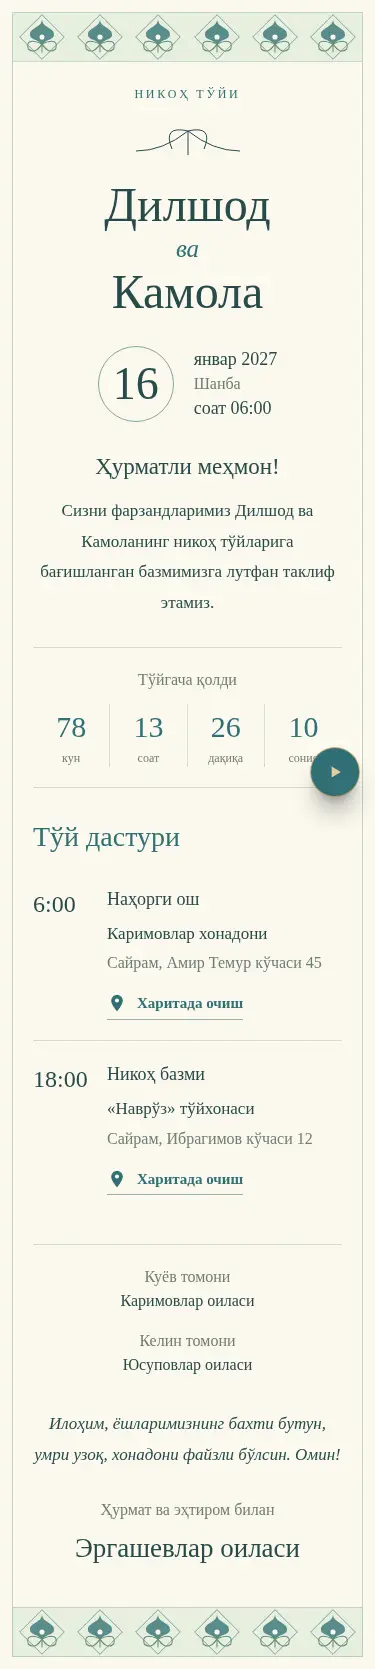 НИКОҲ ТЎЙИ
Дилшод
ва
Камола
16
январ 2027
Шанба
соат 06:00
Ҳурматли меҳмон!
Сизни фарзандларимиз Дилшод ва
Камоланинг никоҳ тўйларига
бағишланган базмимизга лутфан таклиф
этамиз.
Тўйгача қолди
78 13 26 10
кун соат дақиқа
Тўй дастури
6:00 Наҳорги ош
Каримовлар хонадони
Сайрам, Амир Темур кўчаси 45
Харитада очиш
18:00 Никоҳ базми
«Наврўз» тўйхонаси
Сайрам, Ибрагимов кўчаси 12
Харитада очиш
Куёв томони
Каримовлар оиласи
Келин томони
Юсуповлар оиласи
Илоҳим, ёшларимизнинг бахти бутун,
умри узоқ, хонадони файзли бўлсин. Омин!
Ҳурмат ва эҳтиром билан
Эргашевлар оиласи